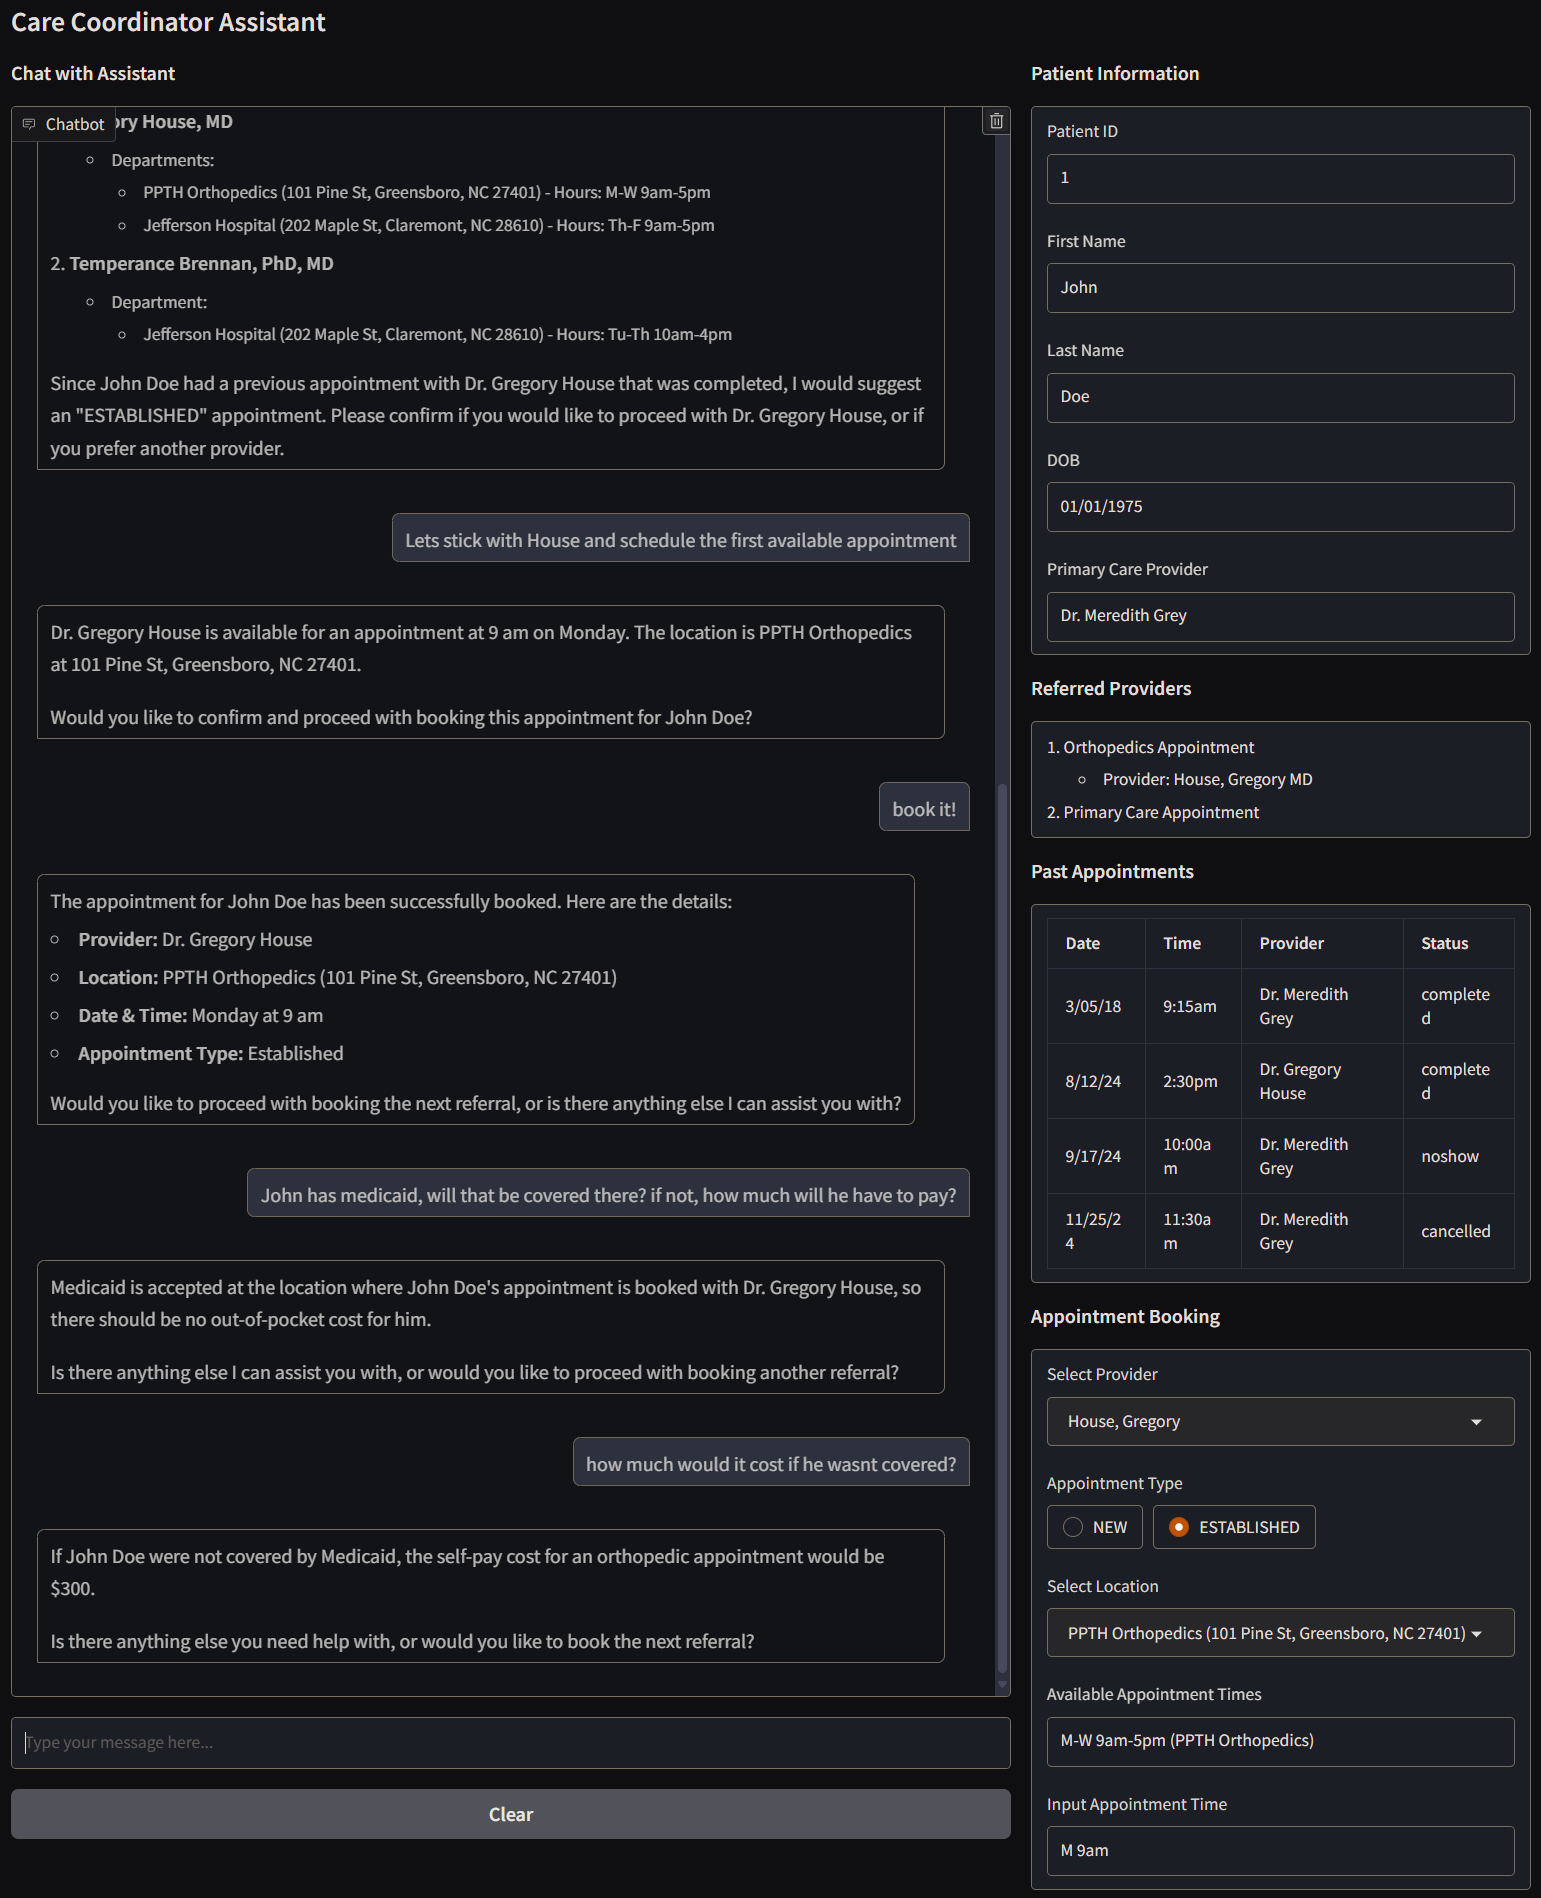 Care Coordinator Assistant
Chat with Assistant
Chatbot
ory House, MD
Departments:
PPTH Orthopedics (101 Pine St, Greensboro, NC 27401) - Hours: M-W 9am-5pm
Jefferson Hospital (202 Maple St, Claremont, NC 28610) - Hours: Th-F 9am-5pm
2. Temperance Brennan, PhD, MD
Department:
Jefferson Hospital (202 Maple St, Claremont, NC 28610) - Hours: Tu-Th 10am-4pm
Since John Doe had a previous appointment with Dr. Gregory House that was completed, I would suggest
an "ESTABLISHED" appointment. Please confirm if you would like to proceed with Dr. Gregory House, or if
you prefer another provider.
Lets stick with House and schedule the first available appointment
Dr. Gregory House is available for an appointment at 9 am on Monday. The location is PPTH Orthopedics
at 101 Pine St, Greensboro, NC 27401.
Would you like to confirm and proceed with booking this appointment for John Doe?
book it!
The appointment for John Doe has been successfully booked. Here are the details:
Provider: Dr. Gregory House
Location: PPTH Orthopedics (101 Pine St, Greensboro, NC 27401)
Date & Time: Monday at 9 am
Appointment Type: Established
Would you like to proceed with booking the next referral, or is there anything else I can assist you with?
John has medicaid, will that be covered there? if not, how much will he have to pay?
Medicaid is accepted at the location where John Doe's appointment is booked with Dr. Gregory House, so
there should be no out-of-pocket cost for him.
Is there anything else I can assist you with, or would you like to proceed with booking another referral?
how much would it cost if he wasnt covered?
If John Doe were not covered by Medicaid, the self-pay cost for an orthopedic appointment would be
$300.
Is there anything else you need help with, or would you like to book the next referral?
Type your message here...
Clear
Patient Information
Patient ID
1
First Name
John
Last Name
Doe
DOB
01/01/1975
Primary Care Provider
Dr. Meredith Grey
Referred Providers
1. Orthopedics Appointment
Provider: House, Gregory MD
2. Primary Care Appointment
Past Appointments
Date Time Provider Status
3/05/18 9:15am Dr. Meredith Grey completed
8/12/24 2:30pm Dr. Gregory House completed
9/17/24 10:00am Dr. Meredith Grey noshow
11/25/24 11:30am Dr. Meredith Grey cancelled
Appointment Booking
Select Provider
House, Gregory
Appointment Type
NEW ESTABLISHED
Select Location
PPTH Orthopedics (101 Pine St, Greensboro, NC 27401)
Available Appointment Times
M-W 9am-5pm (PPTH Orthopedics)
Input Appointment Time
M 9am